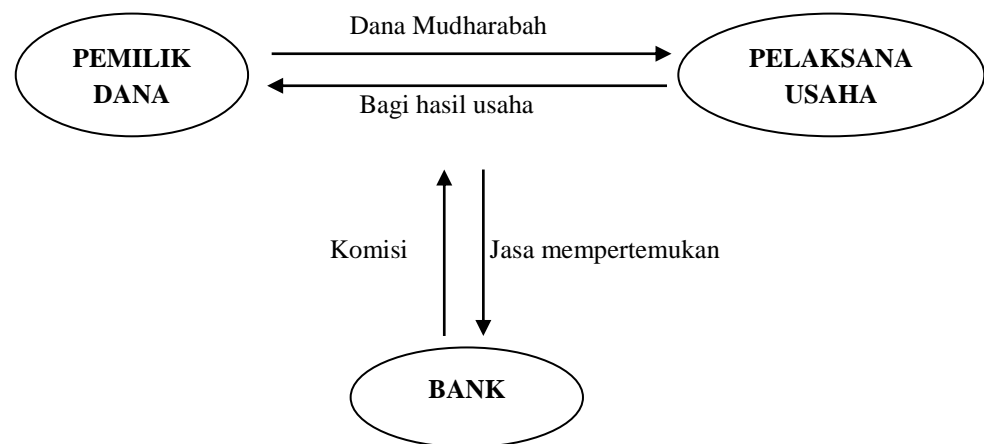 Dana Mudharabah
PEMILIK
DANA
PELAKSANA
USAHA
Bagi hasil usaha
Komisi
Jasa mempertemukan
BANK